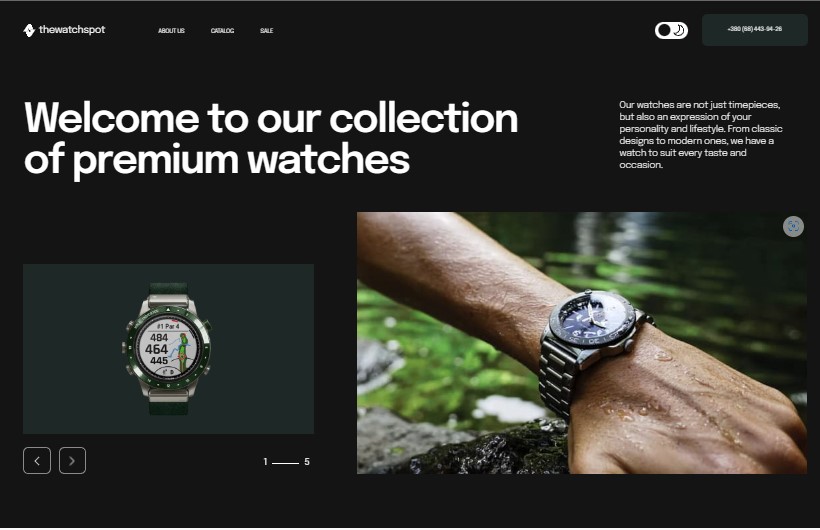 thewatchspot
ABOUT US
CATALOG
SALE
+380 (68) 443-94-26
Welcome to our collection
of premium watches
Our watches are not just timepieces,
but also an expression of your
personality and lifestyle. From classic
designs to modern ones, we have a
watch to suit every taste and
occasion.
#1 Par 4
484
464
445
1
5